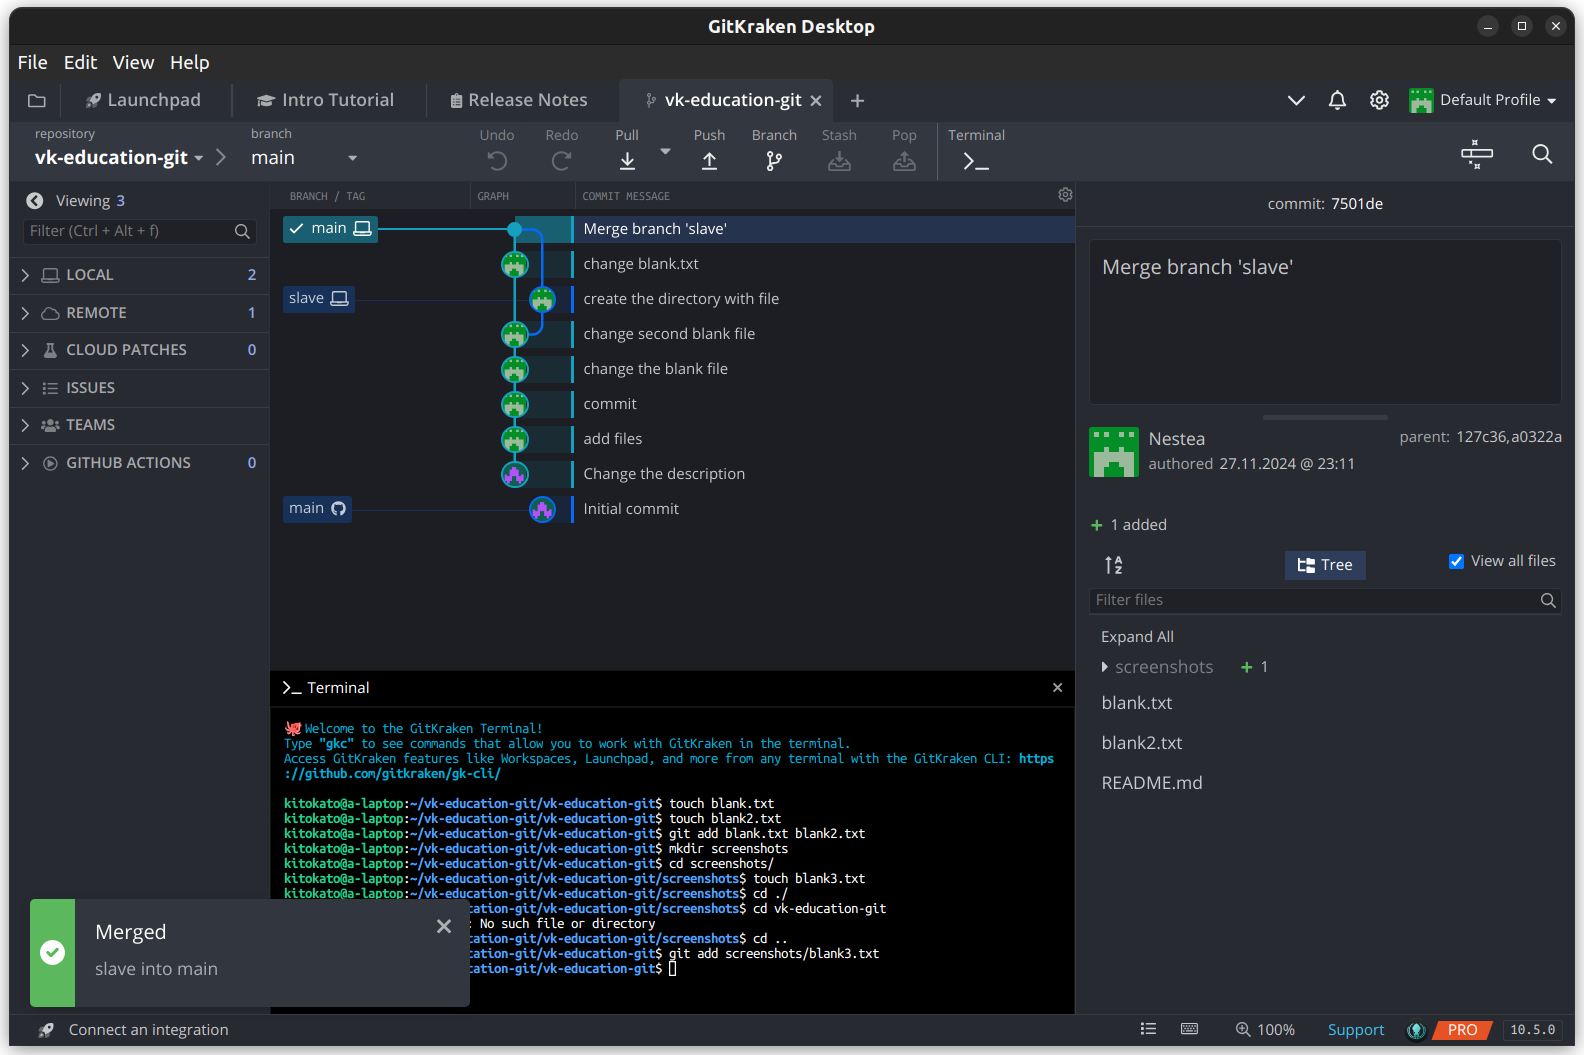 GitKraken Desktop
File Edit View Help
Launchpad
Intro Tutorial
Release Notes
vk-education-git
Default Profile
repository
vk-education-git
branch
main
Undo
Redo
Pull
Push
Branch
Stash
Pop
Terminal
Viewing 3
Filter (Ctrl + Alt + f)
LOCAL 2
REMOTE 1
CLOUD PATCHES 0
ISSUES
TEAMS
GITHUB ACTIONS 0
BRANCH / TAG GRAPH COMMIT MESSAGE
main Merge branch 'slave'
change blank.txt
slave create the directory with file
change second blank file
change the blank file
commit
add files
Change the description
main Initial commit
Terminal
Welcome to the GitKraken Terminal!
Type "gkc" to see commands that allow you to work with GitKraken in the terminal.
Access GitKraken features like Workspaces, Launchpad, and more from any terminal with the GitKraken CLI: https
://github.com/gitkraken/gk-cli/
kitokato@a-laptop:~/vk-education-git/vk-education-git$ touch blank.txt
kitokato@a-laptop:~/vk-education-git/vk-education-git$ touch blank2.txt
kitokato@a-laptop:~/vk-education-git/vk-education-git$ git add blank.txt blank2.txt
kitokato@a-laptop:~/vk-education-git/vk-education-git$ mkdir screenshots
kitokato@a-laptop:~/vk-education-git/vk-education-git$ cd screenshots/
kitokato@a-laptop:~/vk-education-git/vk-education-git/screenshots$ touch blank3.txt
kitokato@a-laptop:~/vk-education-git/vk-education-git/screenshots$ cd ./
cation-git/vk-education-git/screenshots$ cd vk-education-git
: No such file or directory
cation-git/vk-education-git/screenshots$ cd ..
cation-git/vk-education-git$ git add screenshots/blank3.txt
cation-git/vk-education-git$
Merged
slave into main
commit: 7501de
Merge branch 'slave'
Nestea
authored 27.11.2024 @ 23:11
parent: 127c36,a0322a
+ 1 added
AZ
Tree
View all files
Filter files
Expand All
screenshots + 1
blank.txt
blank2.txt
README.md
Connect an integration
100%
Support
PRO
10.5.0